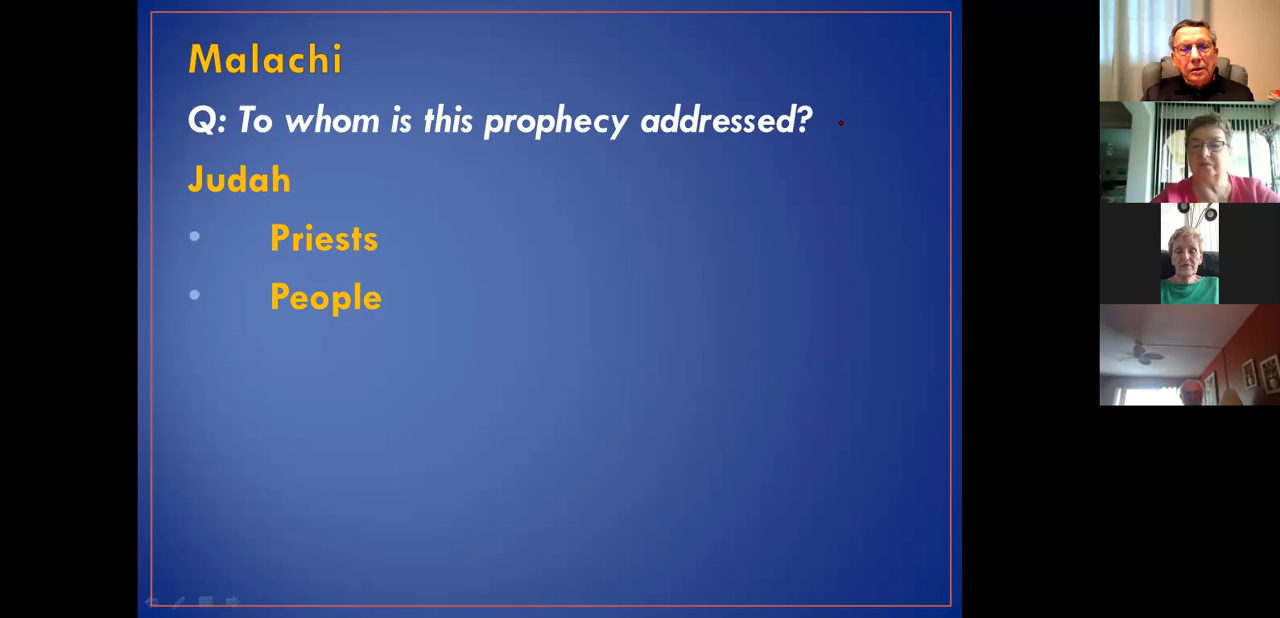 Malachi
Q: To whom is this prophecy addressed?
Judah
• Priests
• People